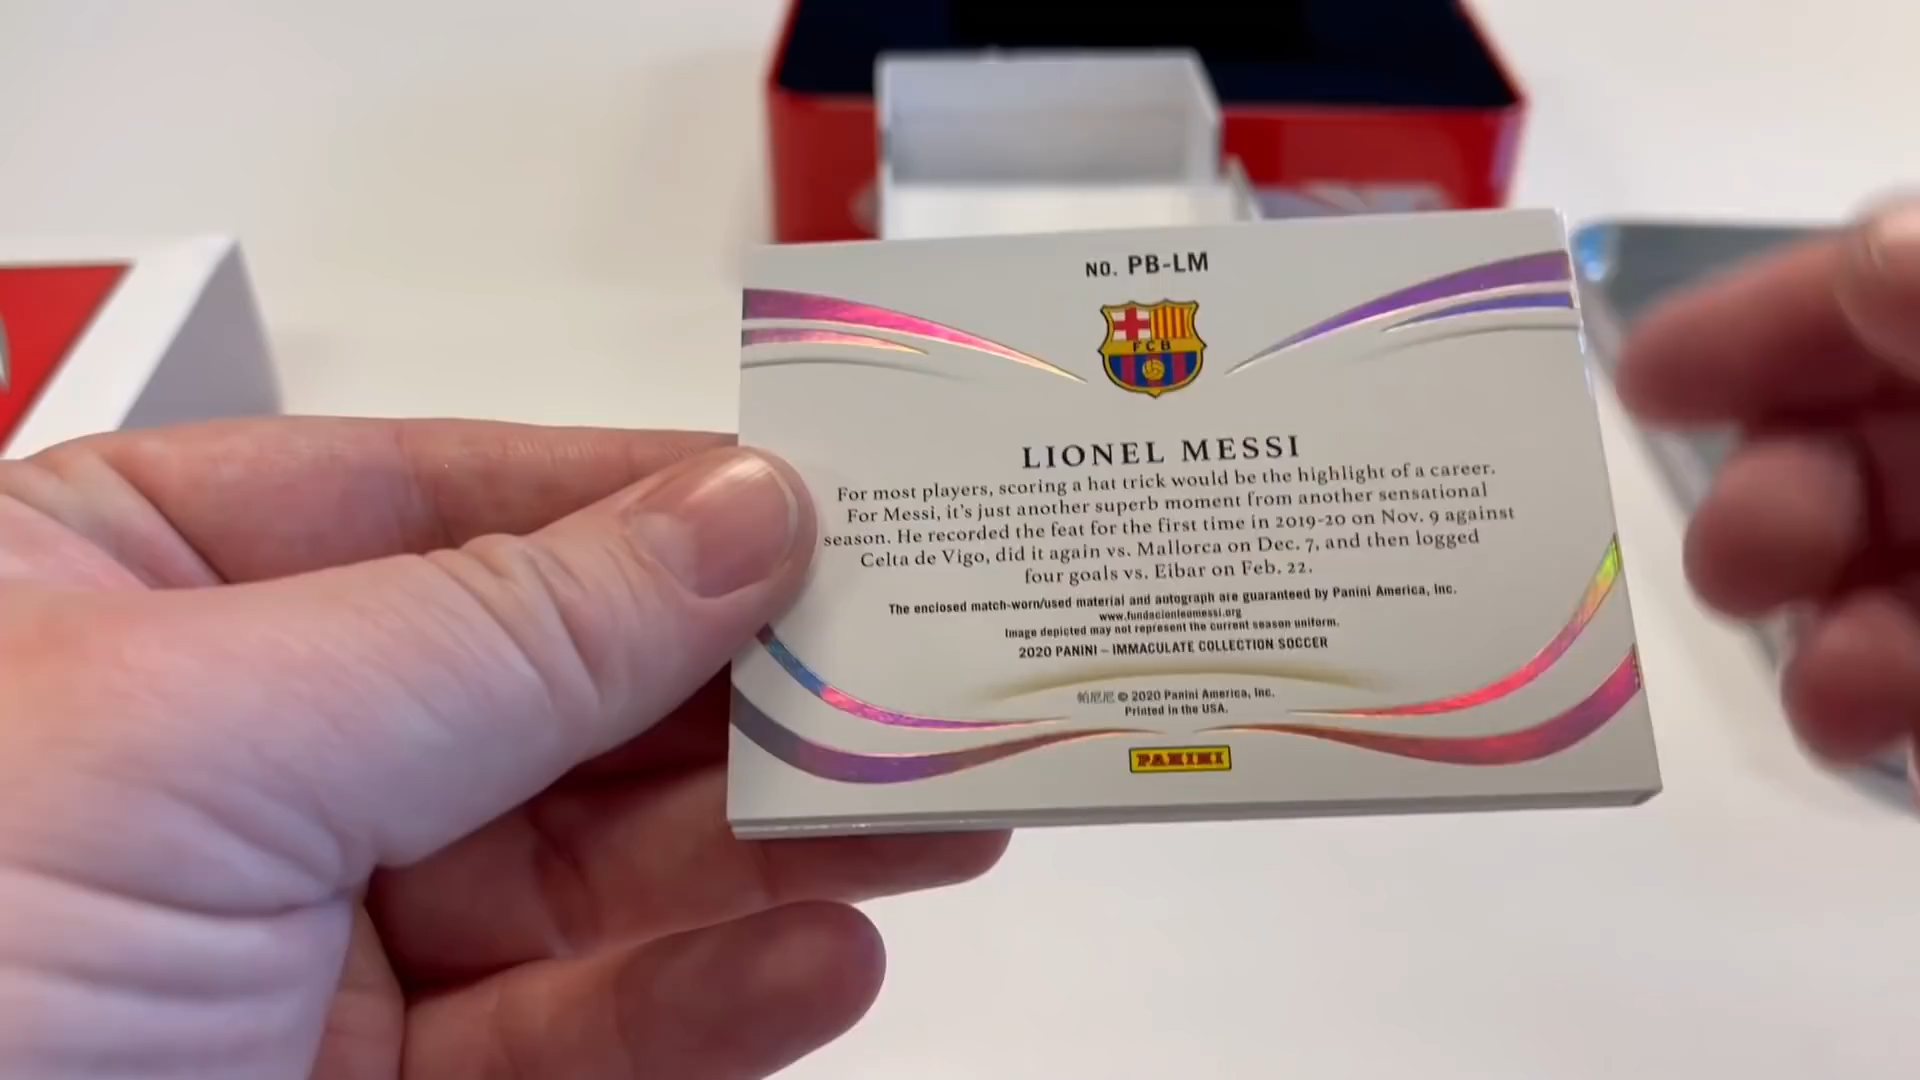 NO. PB-LM
FCB
LIONEL MESSI
For most players, scoring a hat trick would be the highlight of a career.
For Messi, it's just another superb moment from another sensational
season. He recorded the feat for the first time in 2019-20 on Nov. 9 against
Celta de Vigo, did it again vs. Mallorca on Dec. 7, and then logged
four goals vs. Eibar on Feb. 22.
The enclosed match-worn/used material and autograph are guaranteed by Panini America, Inc.
www.fundacionleomessi.org
Image depicted may not represent the current season uniform.
2020 PANINI – IMMACULATE COLLECTION SOCCER
帕尼尼 © 2020 Panini America, Inc.
Printed in the USA.
PANINI